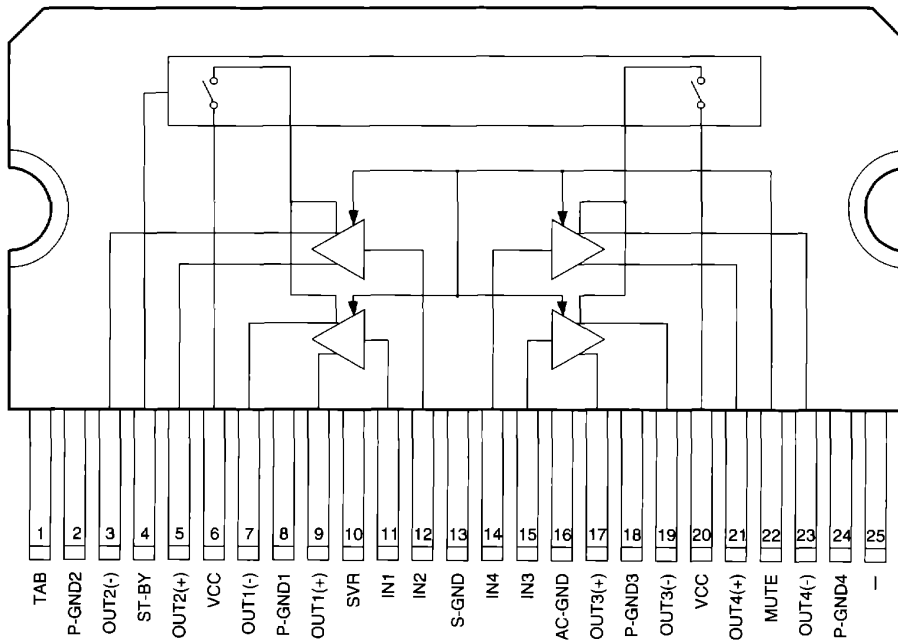 1 2 3 4 5 6 7 8 9 10 11 12 13 14 15 16 17 18 19 20 21 22 23 24 25
TAB
P-GND2
OUT2(-)
ST-BY
OUT2(+)
VCC
OUT1(-)
P-GND1
OUT1(+)
SVR
IN1
IN2
S-GND
IN4
IN3
AC-GND
OUT3(+)
P-GND3
OUT3(-)
VCC
OUT4(+)
MUTE
OUT4(-)
P-GND4
–